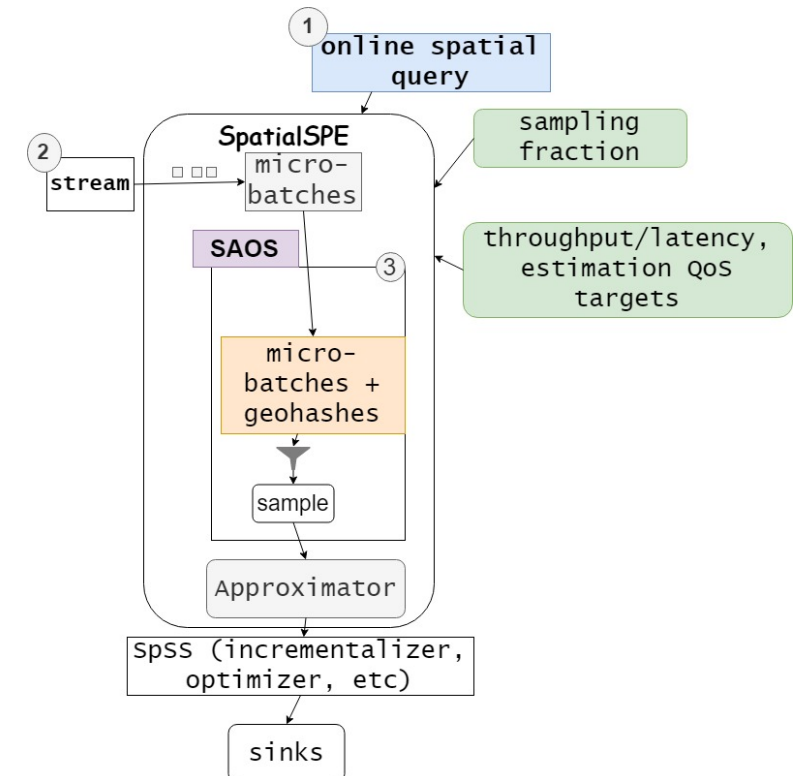 1
online spatial
query
SpatialSPE
sampling
fraction
2
stream
micro-
batches
throughput/latency,
estimation QoS
targets
SAOS
3
micro-
batches +
geohashes
sample
Approximator
SpSS (incrementalizer,
optimizer, etc)
sinks